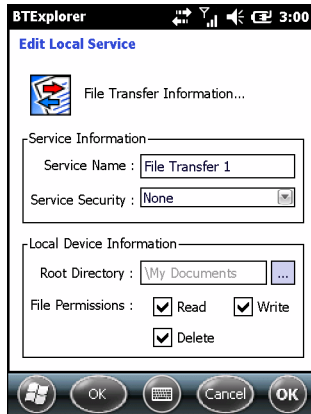 BTExplorer 3:00
Edit Local Service
File Transfer Information...
Service Information
Service Name : File Transfer 1
Service Security : None
Local Device Information
Root Directory : \My Documents ...
File Permissions : Read Write
Delete
OK Cancel OK